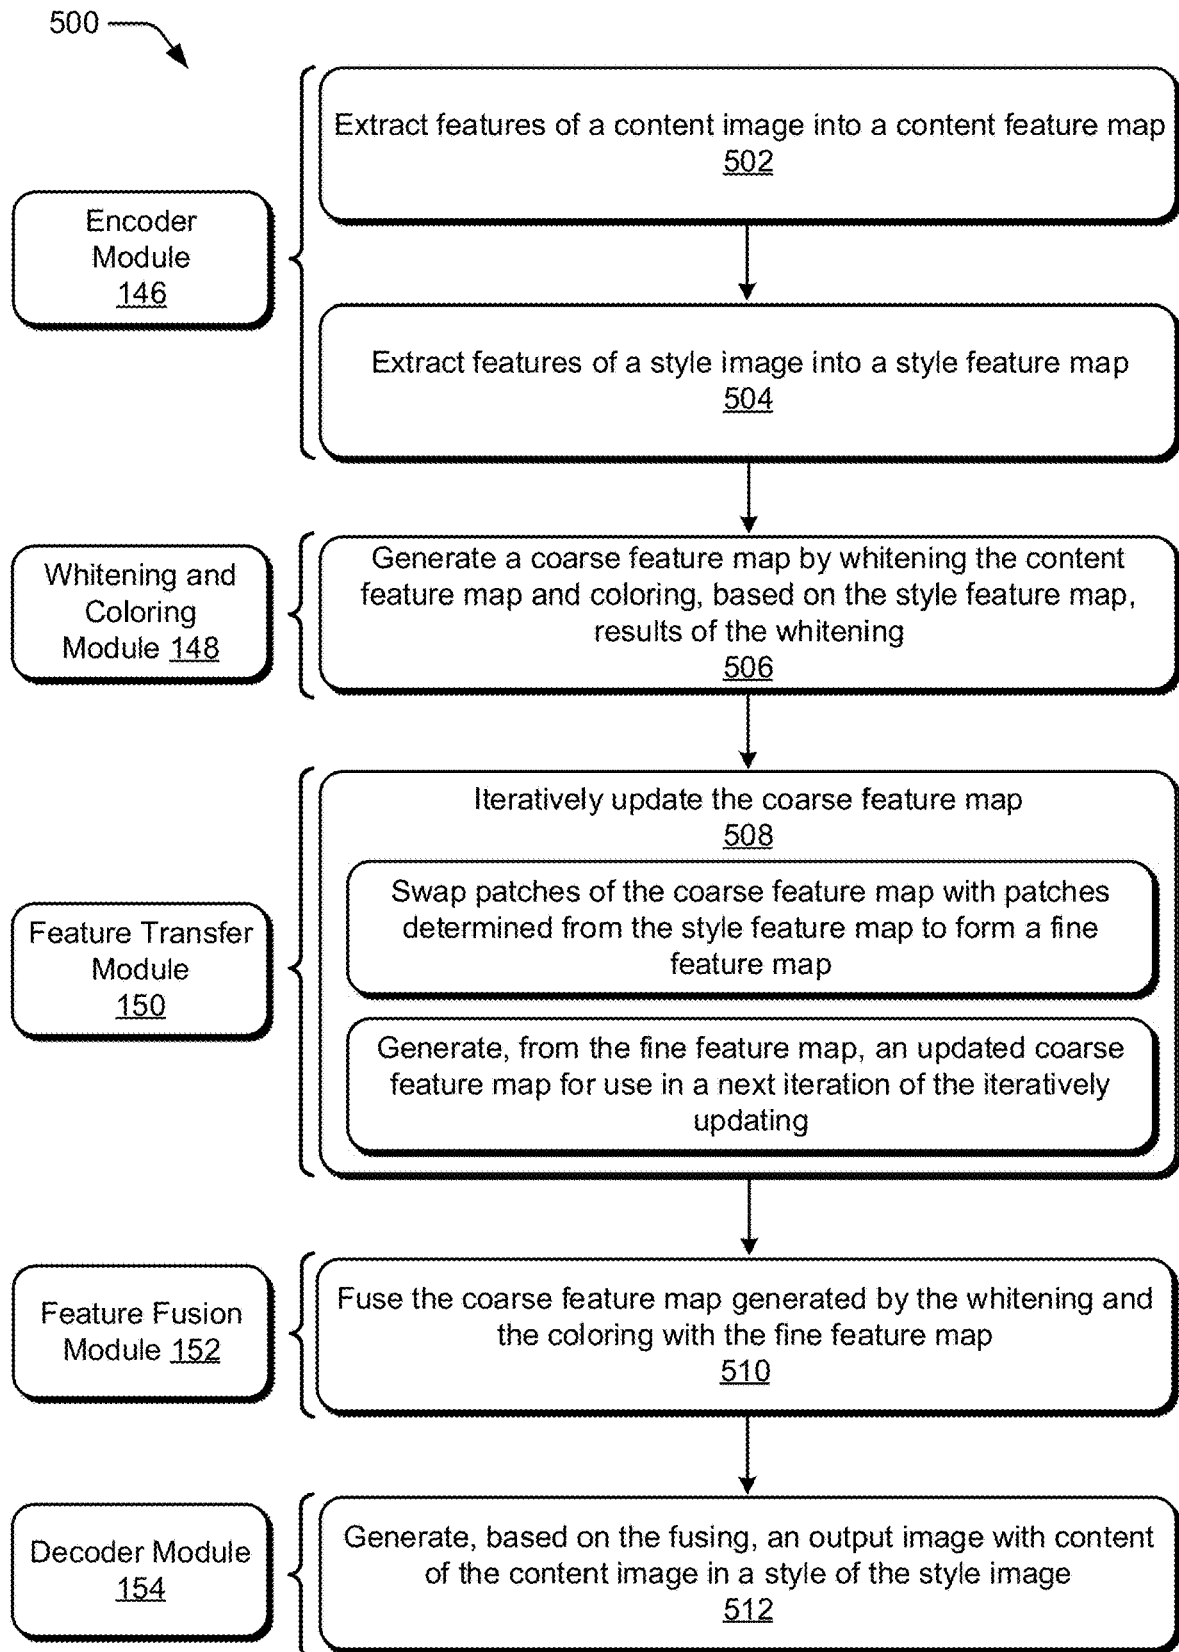 500
Extract features of a content image into a content feature map
502
Encoder
Module
146
Extract features of a style image into a style feature map
504
Whitening and
Coloring
Module 148
Generate a coarse feature map by whitening the content
feature map and coloring, based on the style feature map,
results of the whitening
506
Feature Transfer
Module
150
Iteratively update the coarse feature map
508
Swap patches of the coarse feature map with patches
determined from the style feature map to form a fine
feature map
Generate, from the fine feature map, an updated coarse
feature map for use in a next iteration of the iteratively
updating
Feature Fusion
Module 152
Fuse the coarse feature map generated by the whitening and
the coloring with the fine feature map
510
Decoder Module
154
Generate, based on the fusing, an output image with content
of the content image in a style of the style image
512